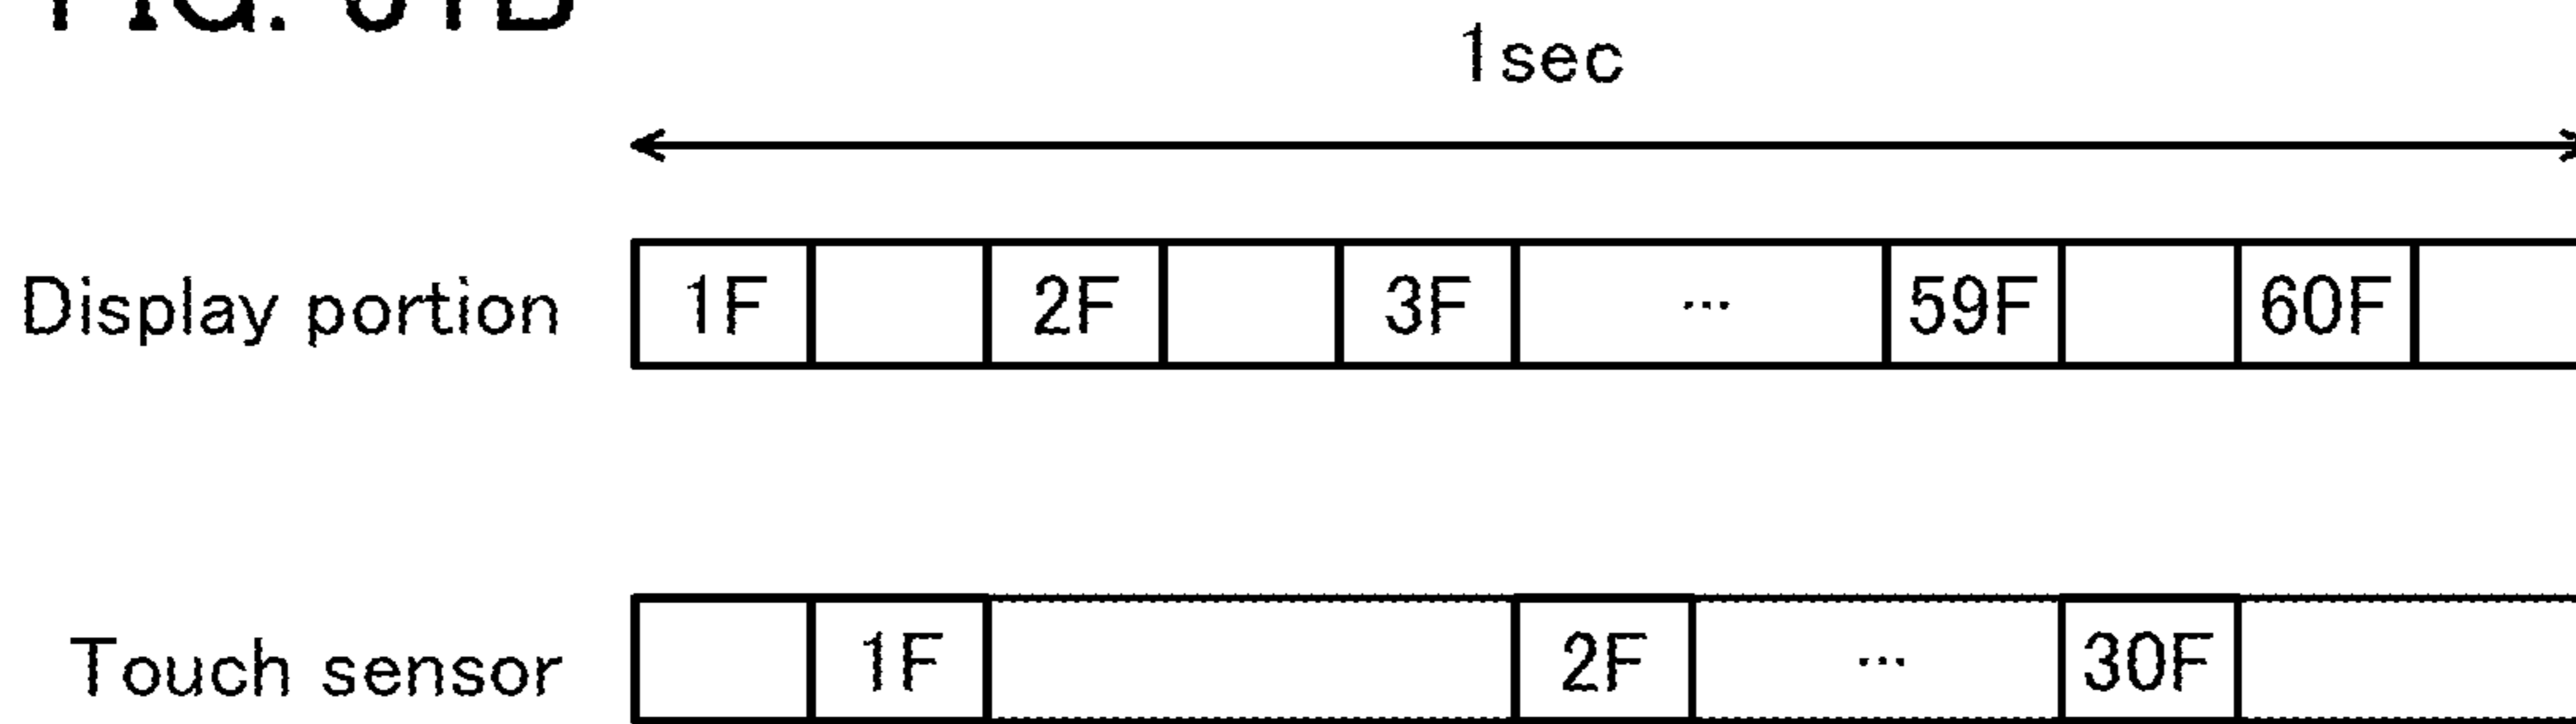 1sec
Display portion 1F 2F 3F ... 59F 60F
Touch sensor 1F 2F ... 30F